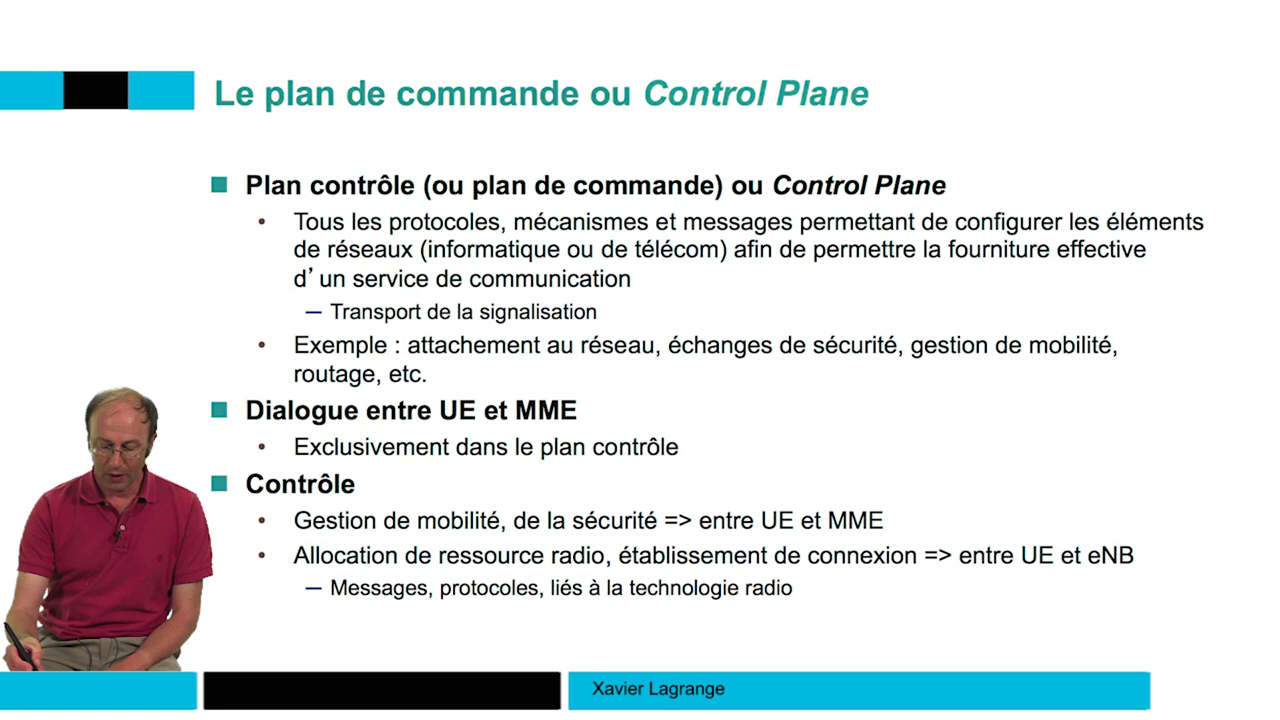 Le plan de commande ou Control Plane
Plan contrôle (ou plan de commande) ou Control Plane
Tous les protocoles, mécanismes et messages permettant de configurer les éléments
de réseaux (informatique ou de télécom) afin de permettre la fourniture effective
d’un service de communication
— Transport de la signalisation
Exemple : attachement au réseau, échanges de sécurité, gestion de mobilité,
routage, etc.
Dialogue entre UE et MME
Exclusivement dans le plan contrôle
Contrôle
Gestion de mobilité, de la sécurité => entre UE et MME
Allocation de ressource radio, établissement de connexion => entre UE et eNB
— Messages, protocoles, liés à la technologie radio
Xavier Lagrange